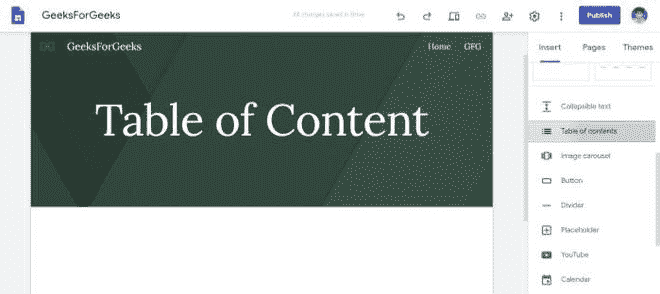 GeeksForGeeks
All changes saved in Drive
Publish
GeeksForGeeks
Home GFG
Table of Content
Insert Pages Themes
Collapsible text
Table of contents
Image carousel
Button
Divider
Placeholder
YouTube
Calendar